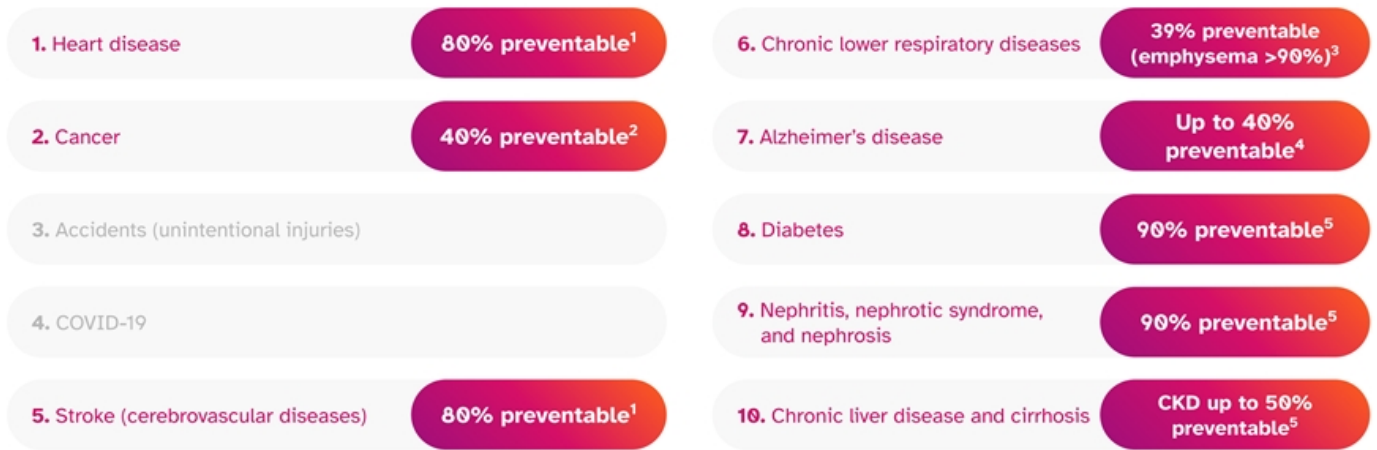 1. Heart disease
80% preventable¹
2. Cancer
40% preventable²
3. Accidents (unintentional injuries)
4. COVID-19
5. Stroke (cerebrovascular diseases)
80% preventable¹
6. Chronic lower respiratory diseases
39% preventable
(emphysema >90%)³
7. Alzheimer's disease
Up to 40%
preventable⁴
8. Diabetes
90% preventable⁵
9. Nephritis, nephrotic syndrome,
and nephrosis
90% preventable⁵
10. Chronic liver disease and cirrhosis
CKD up to 50%
preventable⁵